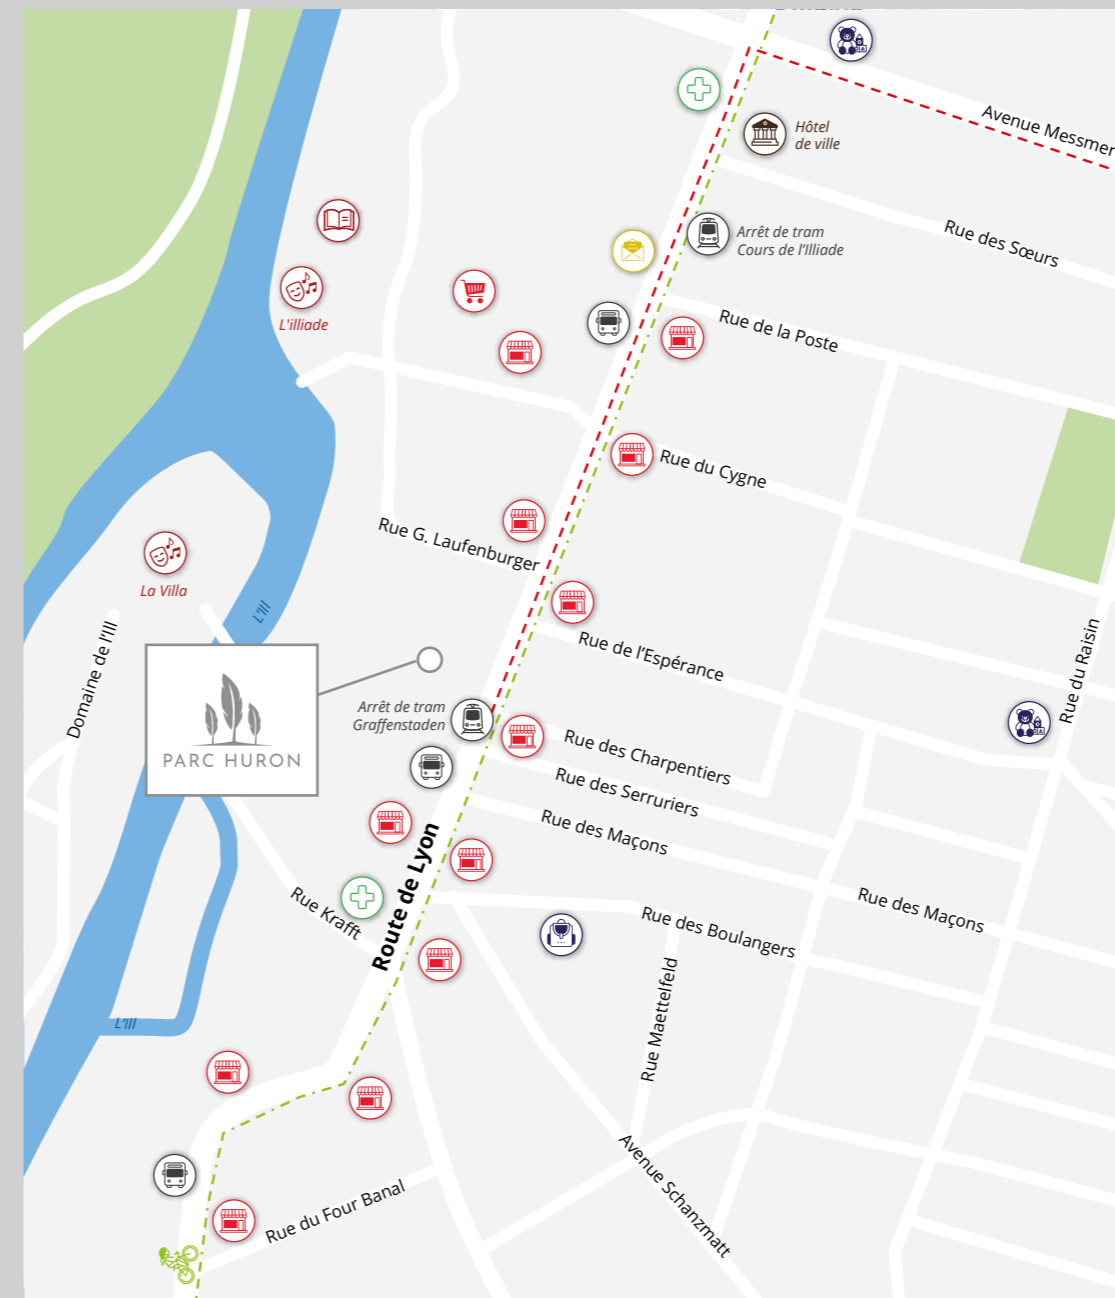 Avenue Messmer
Hôtel
de ville
Rue des Sœurs
Arrêt de tram
Cours de l'Illiade
L'illiade
Rue de la Poste
Rue du Cygne
Rue G. Laufenburger
La Villa
L'Ill
Rue de l'Espérance
Domaine de l'Ill
Rue du Raisin
PARC HURON
Arrêt de tram
Graffenstaden
Rue des Charpentiers
Rue des Serruriers
Rue des Maçons
Route de Lyon
Rue Krafft
Rue des Maçons
Rue des Boulangers
Rue Maettelfeld
L'Ill
Avenue Schanzmatt
Rue du Four Banal